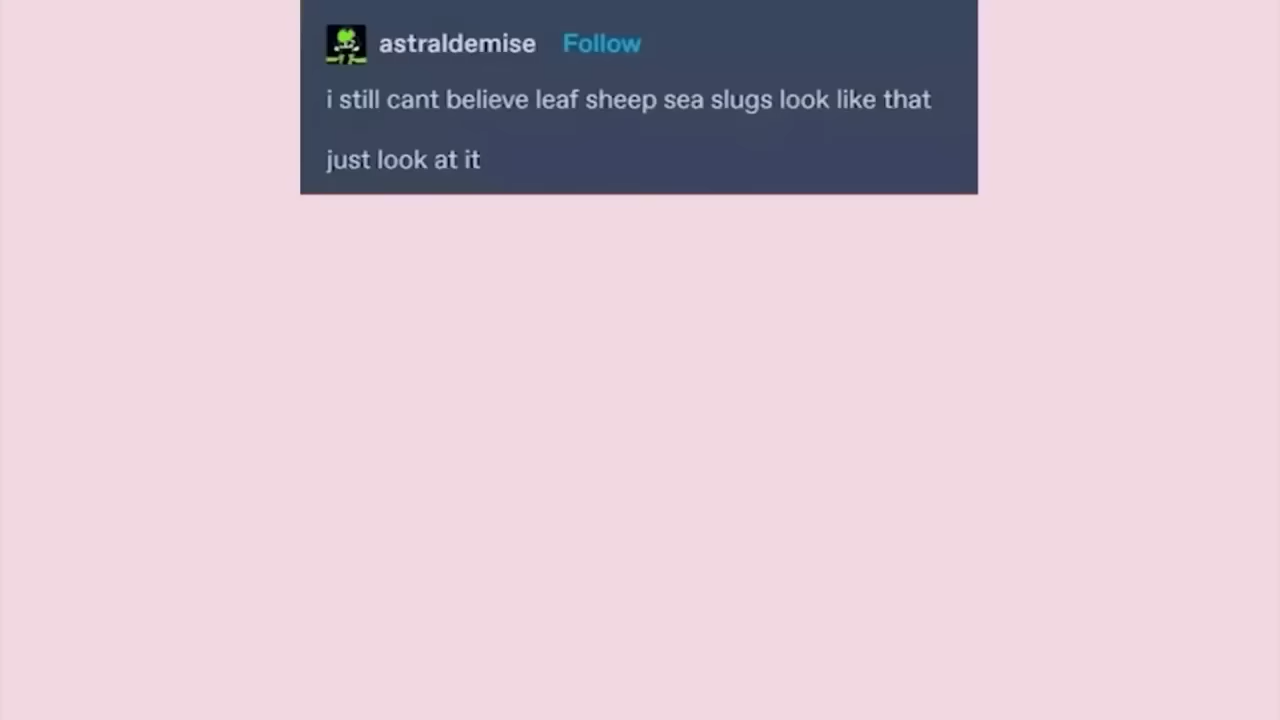 astraldemise Follow
i still cant believe leaf sheep sea slugs look like that
just look at it